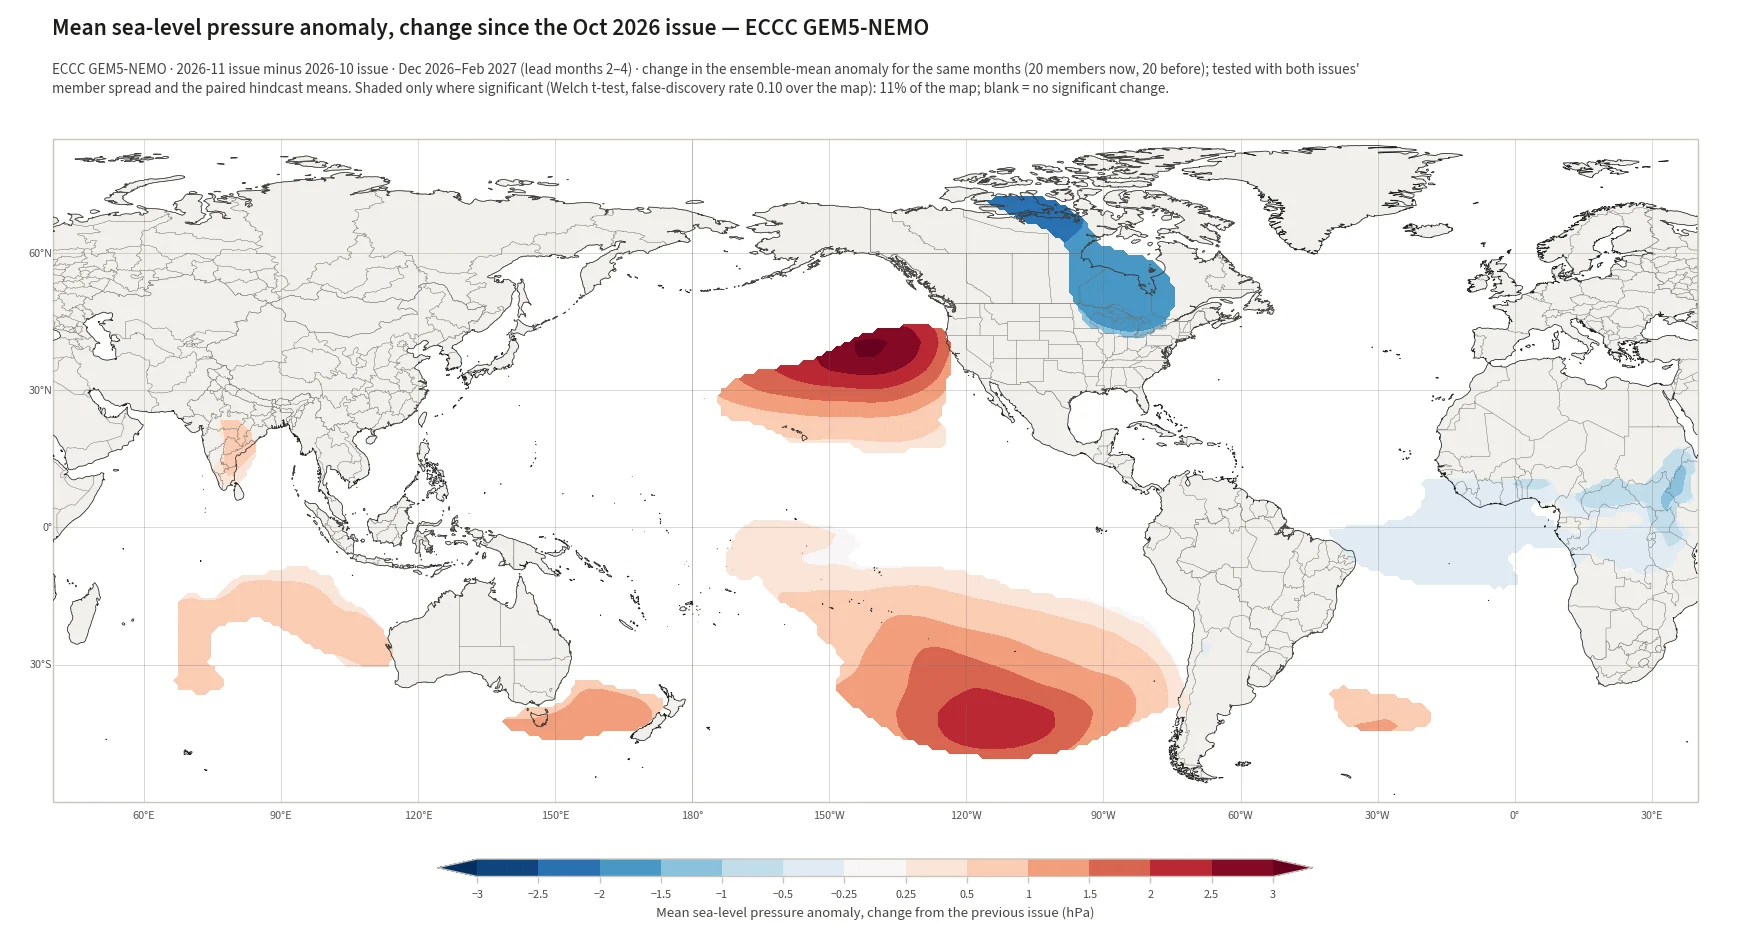 Mean sea-level pressure anomaly, change since the Oct 2026 issue — ECCC GEM5-NEMO
ECCC GEM5-NEMO · 2026-11 issue minus 2026-10 issue · Dec 2026–Feb 2027 (lead months 2–4) · change in the ensemble-mean anomaly for the same months (20 members now, 20 before); tested with both issues'
member spread and the paired hindcast means. Shaded only where significant (Welch t-test, false-discovery rate 0.10 over the map): 11% of the map; blank = no significant change.
60°N
30°N
0°
30°S
60°E 90°E 120°E 150°E 180° 150°W 120°W 90°W 60°W 30°W 0° 30°E
−3 −2.5 −2 −1.5 −1 −0.5 −0.25 0.25 0.5 1 1.5 2 2.5 3
Mean sea-level pressure anomaly, change from the previous issue (hPa)